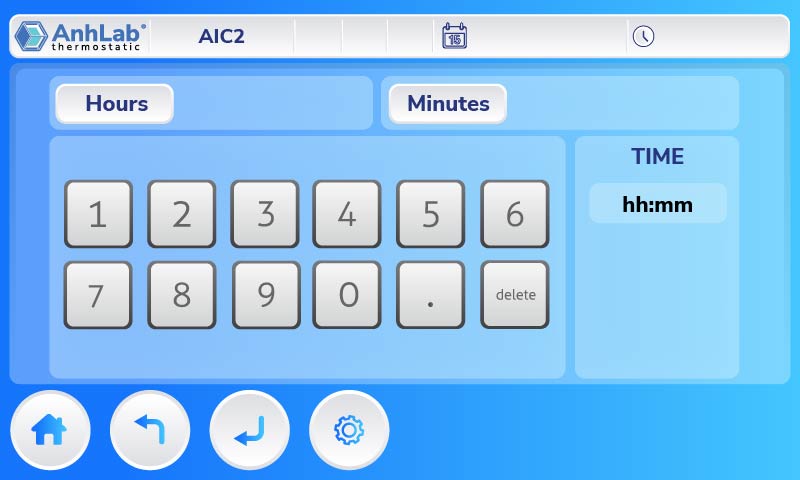 AnhLab®
thermostatic
AIC2
15
Hours
Minutes
TIME
hh:mm
1 2 3 4 5 6
7 8 9 0 . delete